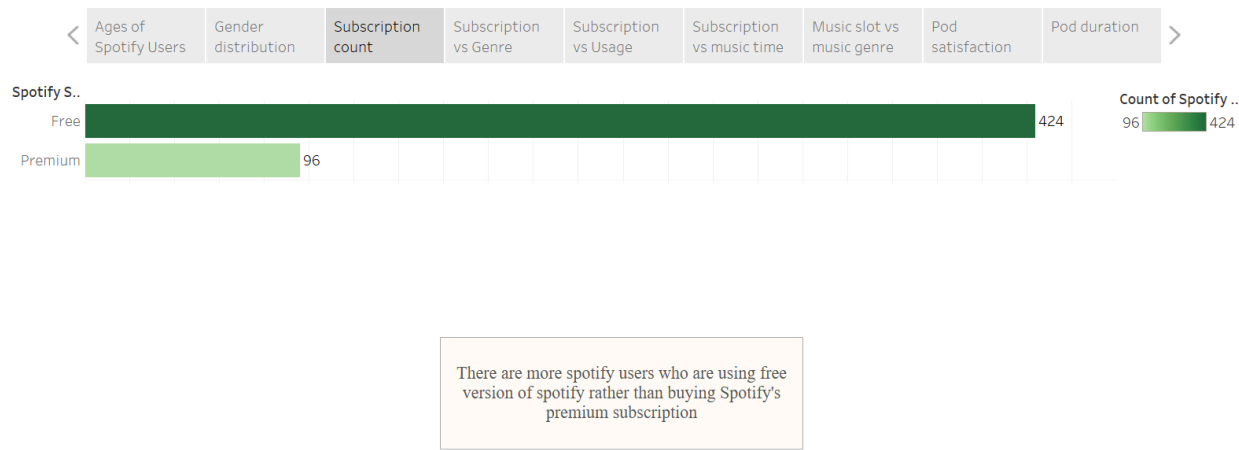 Ages of
Spotify Users
Gender
distribution
Subscription
count
Subscription
vs Genre
Subscription
vs Usage
Subscription
vs music time
Music slot vs
music genre
Pod
satisfaction
Pod duration
Spotify S..
Free
424
Premium
96
Count of Spotify ..
96
424
There are more spotify users who are using free
version of spotify rather than buying Spotify's
premium subscription